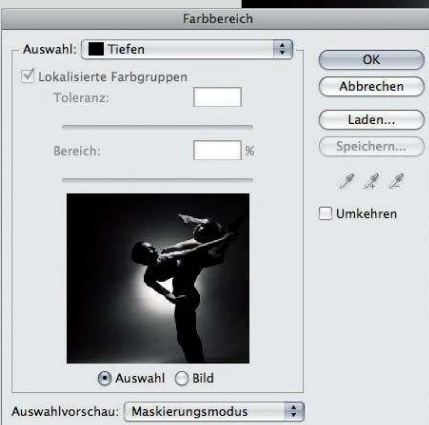 Farbbereich
Auswahl: Tiefen
Lokalisierte Farbgruppen
Toleranz:
Bereich: %
Auswahl Bild
Auswahlvorschau: Maskierungsmodus
OK
Abbrechen
Laden...
Speichern...
Umkehren